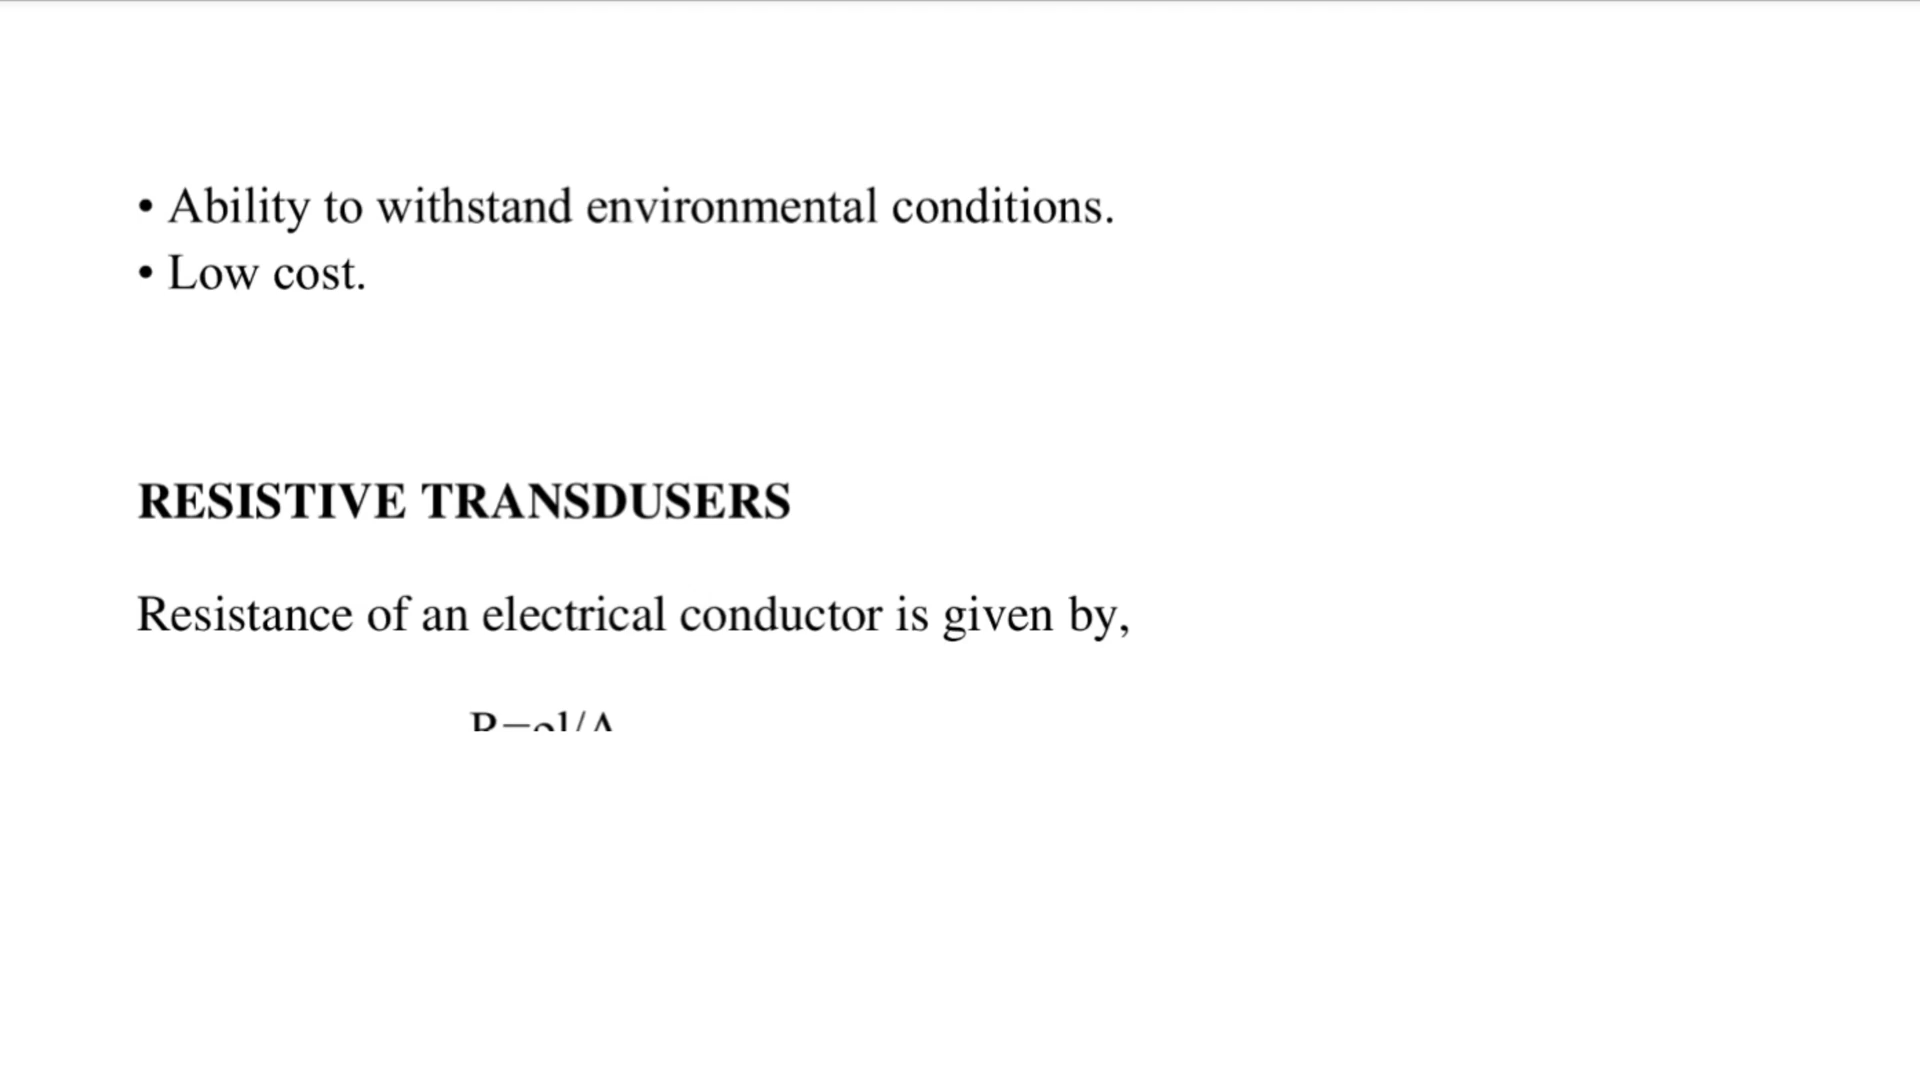 • Ability to withstand environmental conditions.
• Low cost.
RESISTIVE TRANSDUSERS
Resistance of an electrical conductor is given by,